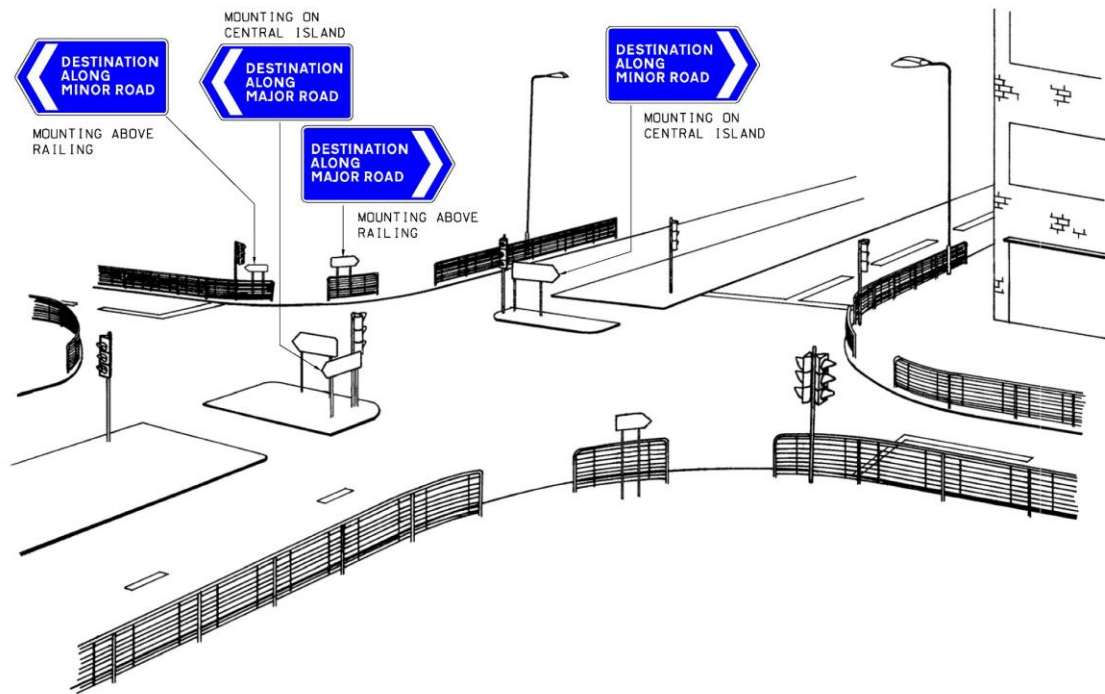 MOUNTING ON
CENTRAL ISLAND
DESTINATION
ALONG
MINOR ROAD
DESTINATION
ALONG
MAJOR ROAD
DESTINATION
ALONG
MINOR ROAD
MOUNTING ABOVE
RAILING
MOUNTING ON
CENTRAL ISLAND
DESTINATION
ALONG
MAJOR ROAD
MOUNTING ABOVE
RAILING